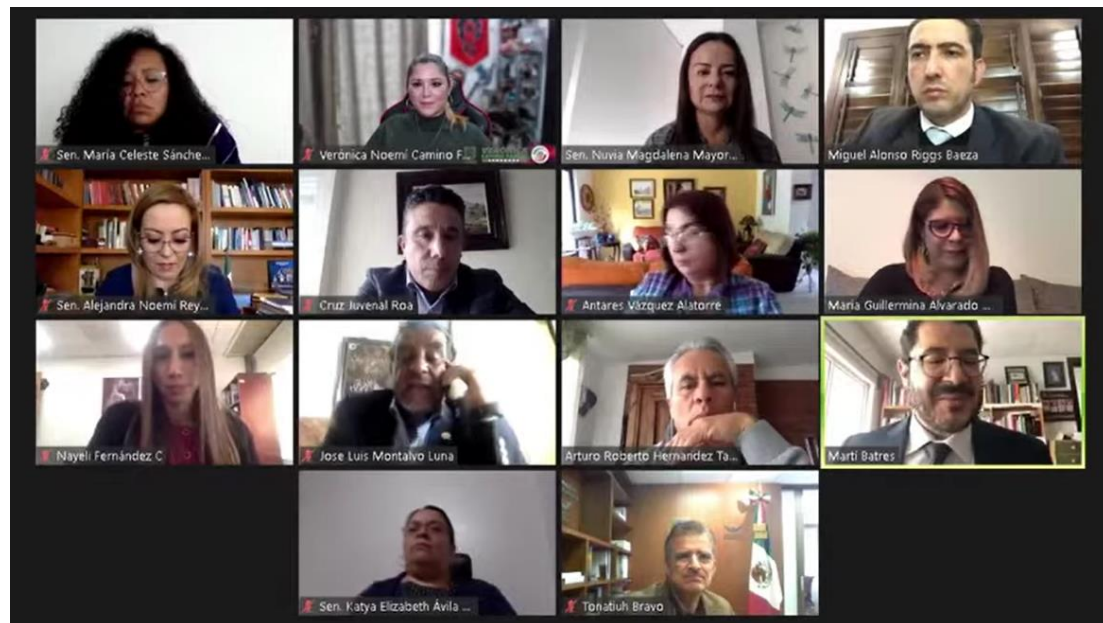 Sen. María Celeste Sánche...
Verónica Noemí Camino F...
Sen. Nuvia Magdalena Mayor...
Miguel Alonso Riggs Baeza
Sen. Alejandra Noemí Rey...
Cruz Juvenal Roa
Antares Vázquez Alatorre
María Guillermina Alvarado ...
Nayeli Fernández C
Jose Luis Montalvo Luna
Arturo Roberto Hernandez Ta...
Martí Batres
Sen. Katya Elizabeth Ávila ...
Tonatiuh Bravo